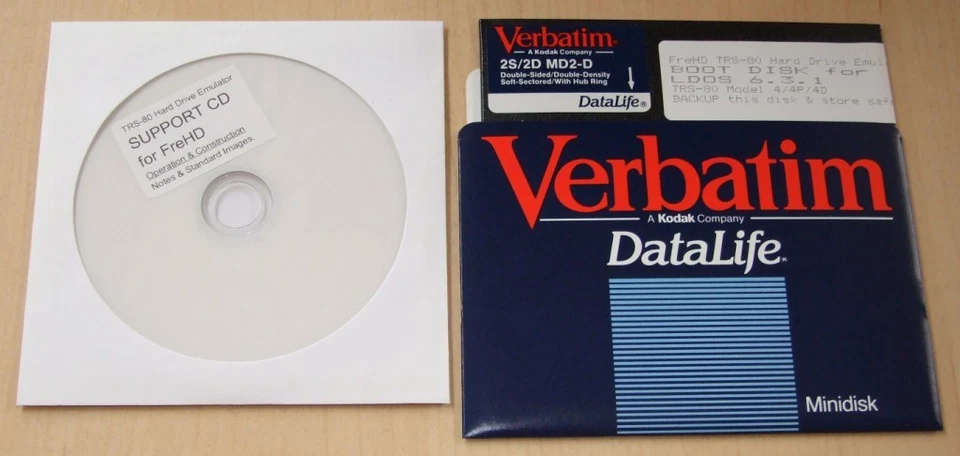 TRS-80 Hard Drive Emulator
SUPPORT CD
for FreHD
Operation & Construction
Notes & Standard Images.
Verbatim®
A Kodak Company
2S/2D MD2-D
Double-Sided/Double-Density
Soft-Sectored/With Hub Ring
DataLife®
FreHD TRS-80 Hard Drive Emul
BOOT DISK for
LDOS 6.3.1
TRS-80 Model 4/4P/4D
BACKUP this disk & store saf
Verbatim
A Kodak Company
DataLife®
Minidisk